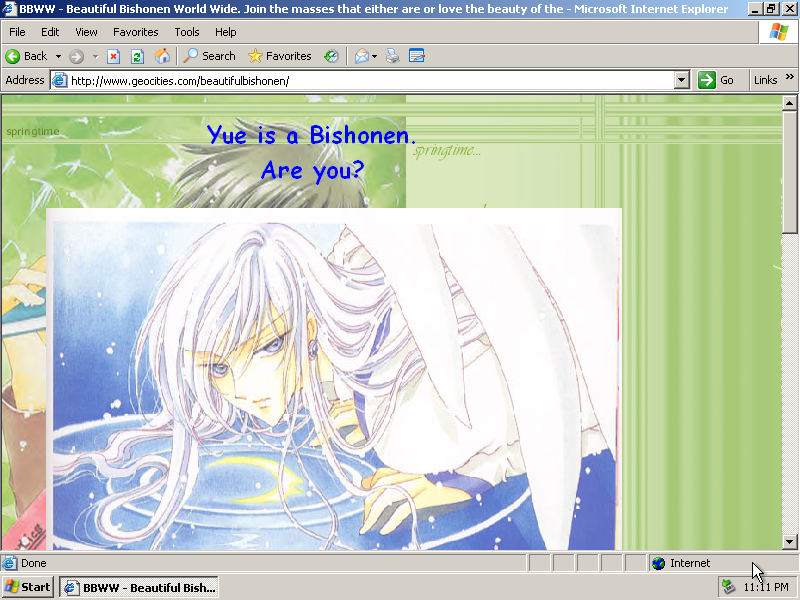 BBWW - Beautiful Bishonen World Wide. Join the masses that either are or love the beauty of the - Microsoft Internet Explorer
File Edit View Favorites Tools Help
Back Search Favorites
Address http://www.geocities.com/beautifulbishonen/ Go Links »
springtime
Yue is a Bishonen.
Are you?
springtime...
Done Internet
Start BBWW - Beautiful Bish... 11:11 PM